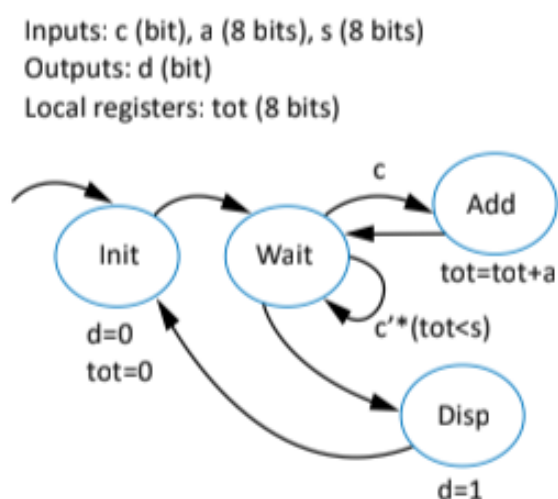 Inputs: c (bit), a (8 bits), s (8 bits)
Outputs: d (bit)
Local registers: tot (8 bits)
c
Add
Init
Wait
tot=tot+a
c’*(tot<s)
d=0
tot=0
Disp
d=1